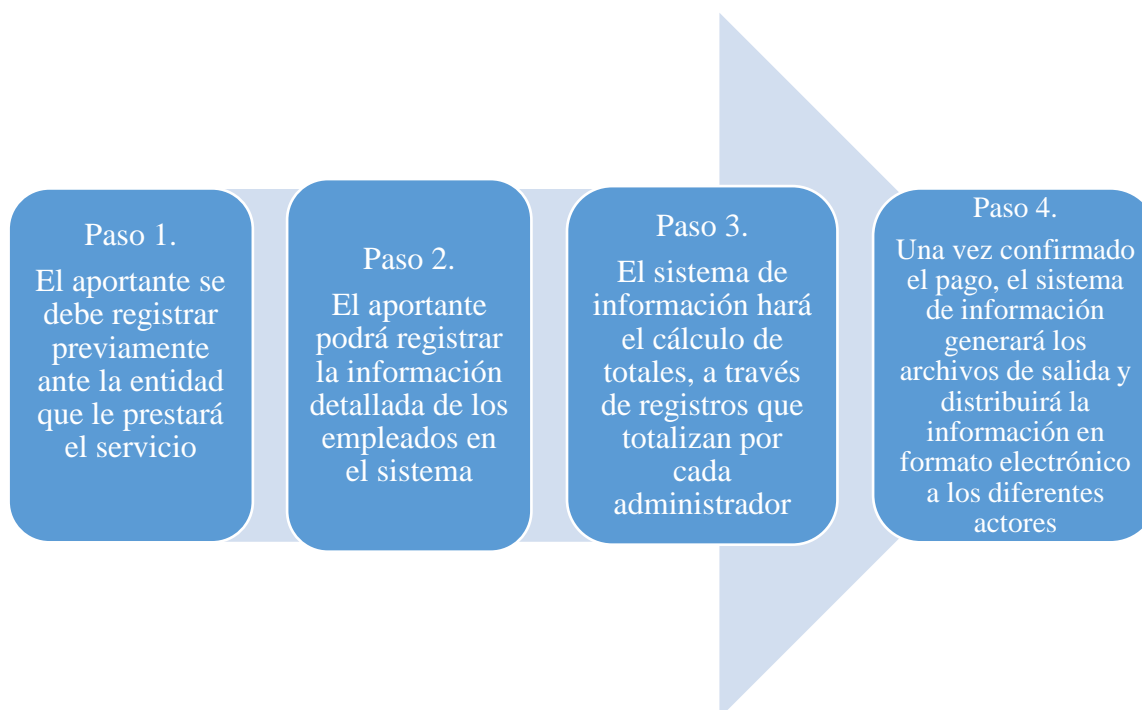 Paso 1.
El aportante se
debe registrar
previamente
ante la entidad
que le prestará
el servicio
Paso 2.
El aportante
podrá registrar
la información
detallada de los
empleados en
el sistema
Paso 3.
El sistema de
información hará
el cálculo de
totales, a través
de registros que
totalizan por
cada
administrador
Paso 4.
Una vez confirmado
el pago, el sistema
de información
generará los
archivos de salida y
distribuirá la
información en
formato electrónico
a los diferentes
actores